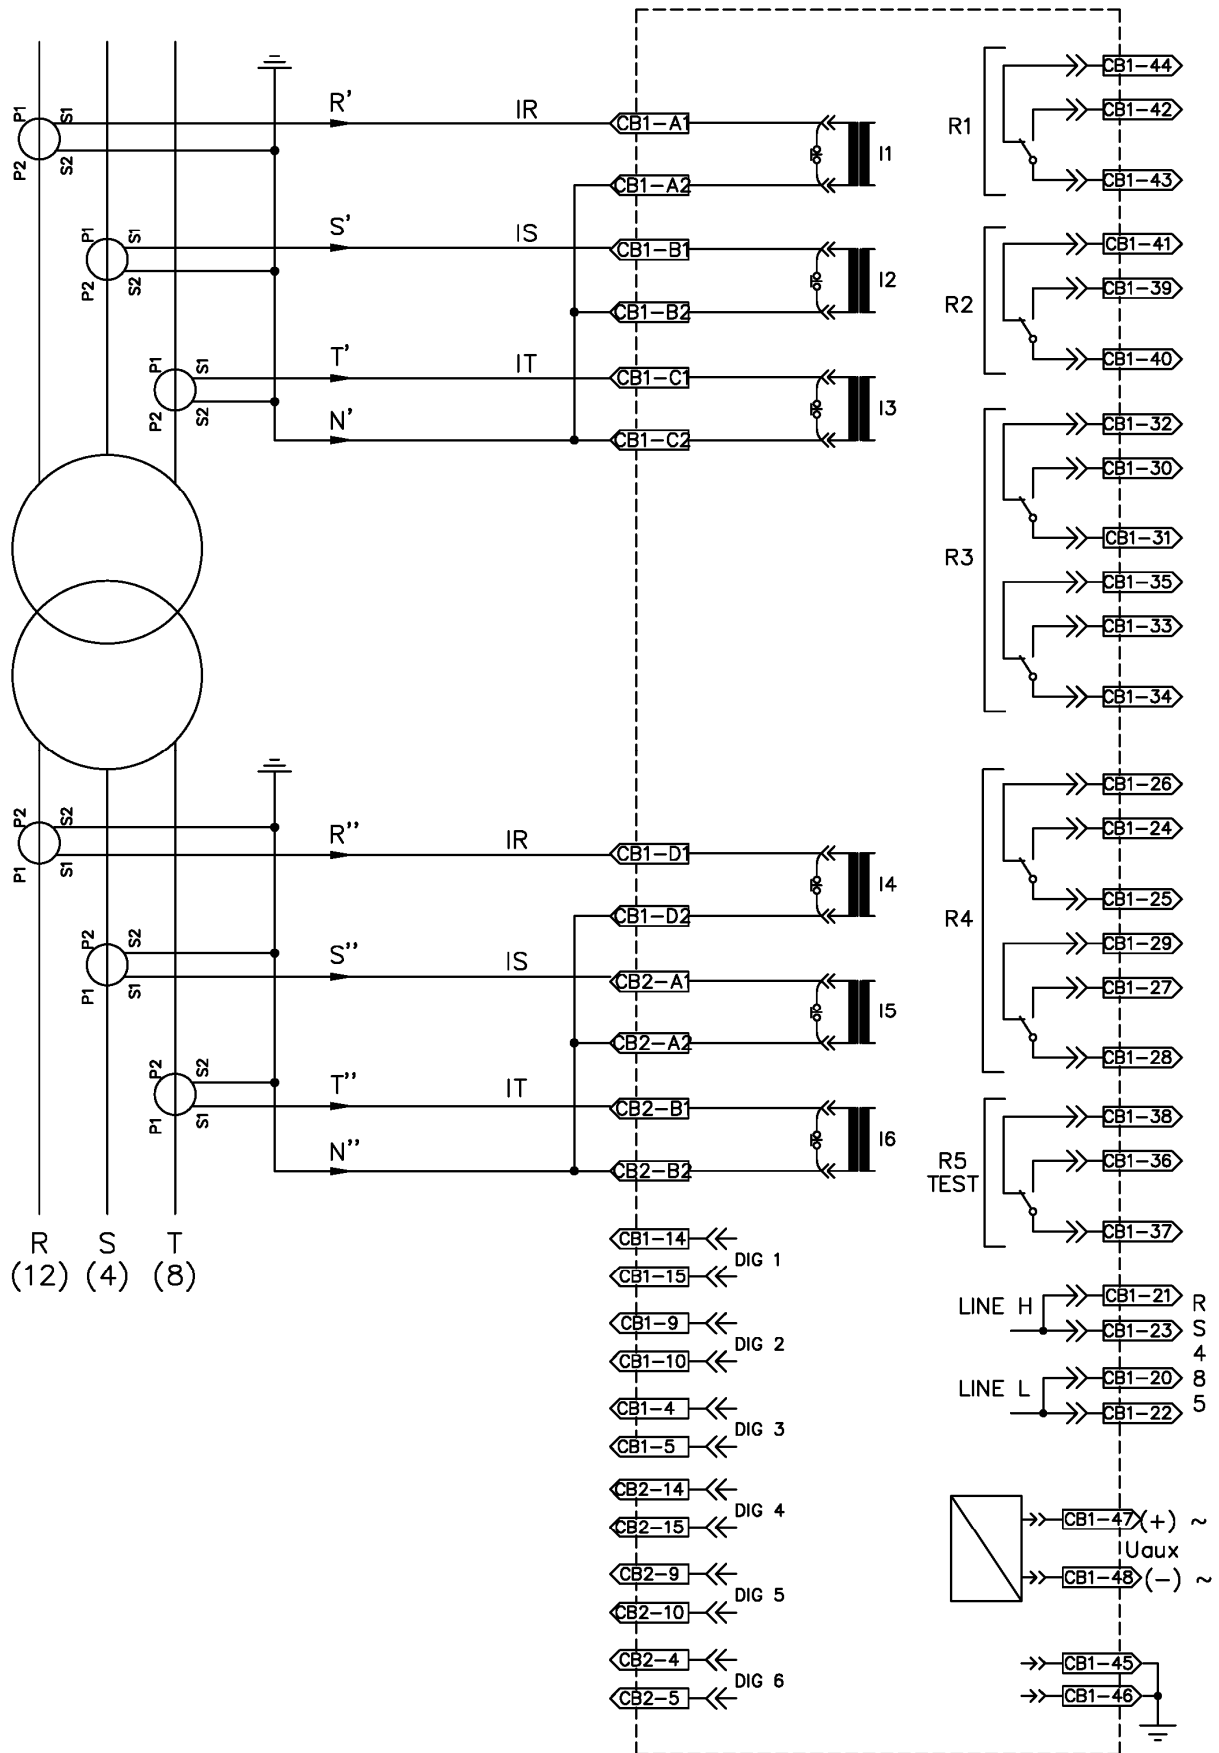 P1
S1
P2
S2
R'
IR
CB1-A1
I1
CB1-A2
P1
S1
P2
S2
S'
IS
CB1-B1
I2
CB1-B2
P1
S1
P2
S2
T'
IT
CB1-C1
I3
N'
CB1-C2
P2
S2
P1
S1
R''
IR
CB1-D1
I4
CB1-D2
P2
S2
P1
S1
S''
IS
CB2-A1
I5
CB2-A2
P2
S2
P1
S1
T''
IT
CB2-B1
I6
N''
CB2-B2
R S T
(12) (4) (8)
CB1-14
DIG 1
CB1-15
CB1-9
DIG 2
CB1-10
CB1-4
DIG 3
CB1-5
CB2-14
DIG 4
CB2-15
CB2-9
DIG 5
CB2-10
CB2-4
DIG 6
CB2-5
R1
CB1-44
CB1-42
CB1-43
R2
CB1-41
CB1-39
CB1-40
R3
CB1-32
CB1-30
CB1-31
CB1-35
CB1-33
CB1-34
R4
CB1-26
CB1-24
CB1-25
CB1-29
CB1-27
CB1-28
R5
TEST
CB1-38
CB1-36
CB1-37
LINE H
CB1-21
CB1-23
LINE L
CB1-20
CB1-22
R
S
4
8
5
CB1-47 (+) ~
Uaux
CB1-48 (-) ~
CB1-45
CB1-46